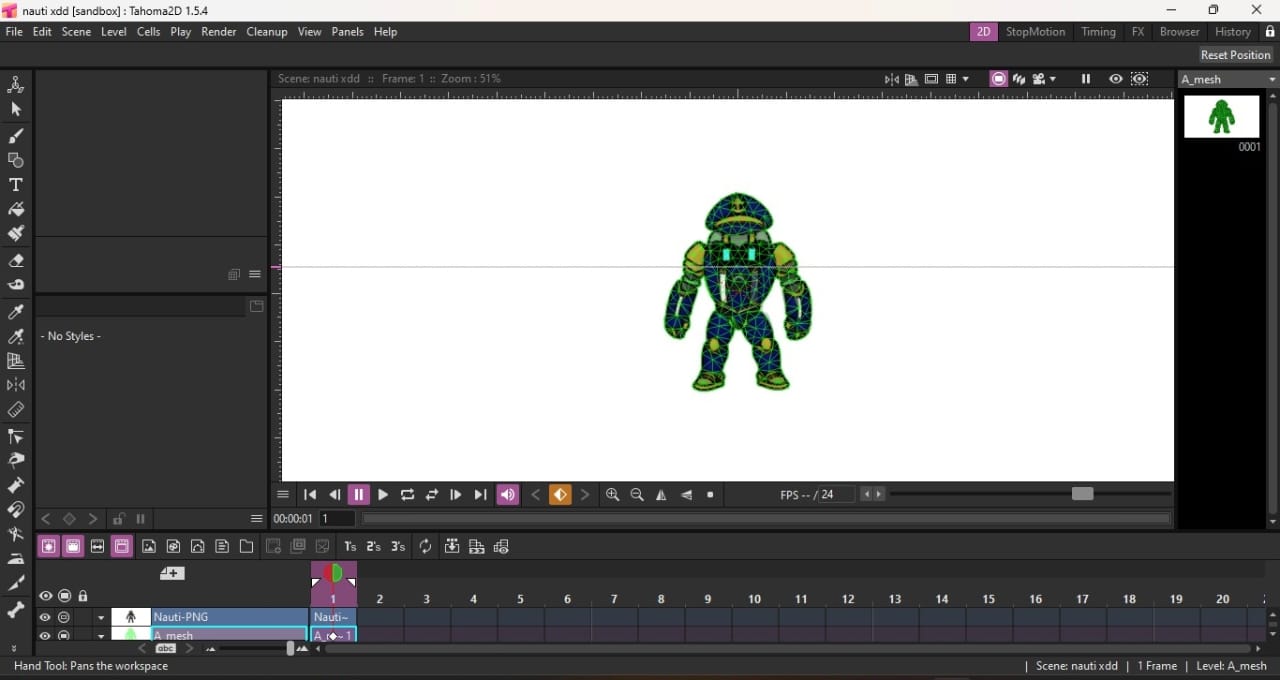 nauti xdd [sandbox] : Tahoma2D 1.5.4
File Edit Scene Level Cells Play Render Cleanup View Panels Help
2D StopMotion Timing FX Browser History
Reset Position
Scene: nauti xdd :: Frame: 1 :: Zoom : 51%
A_mesh
0001
- No Styles -
FPS -- / 24
00:00:01 1
1's 2's 3's
1 2 3 4 5 6 7 8 9 10 11 12 13 14 15 16 17 18 19 20
Nauti-PNG Nauti~
A_mesh
abc
Hand Tool: Pans the workspace | Scene: nauti xdd | 1 Frame | Level: A_mesh